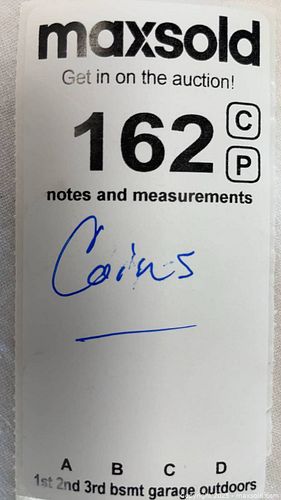 maxsold
Get in on the auction!
162 C
P
notes and measurements
Coins
A B C D
1st 2nd 3rd bsmt garage outdoors